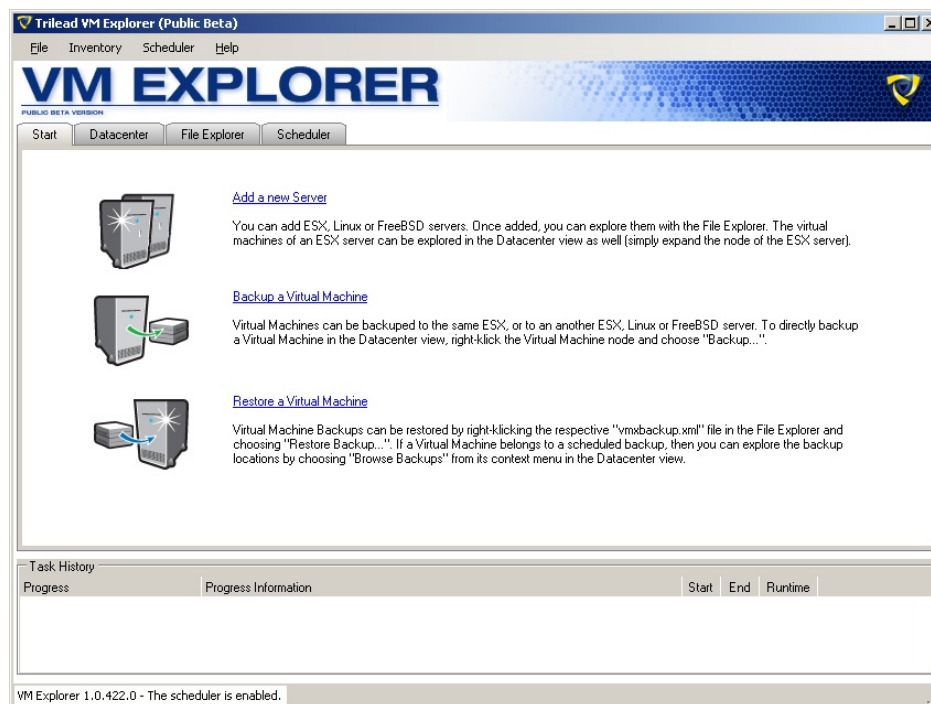 Trilead VM Explorer (Public Beta)
File Inventory Scheduler Help
VM EXPLORER
PUBLIC BETA VERSION
Start Datacenter File Explorer Scheduler
Add a new Server
You can add ESX, Linux or FreeBSD servers. Once added, you can explore them with the File Explorer. The virtual
machines of an ESX server can be explored in the Datacenter view as well (simply expand the node of the ESX server).
Backup a Virtual Machine
Virtual Machines can be backuped to the same ESX, or to an another ESX, Linux or FreeBSD server. To directly backup
a Virtual Machine in the Datacenter view, right-klick the Virtual Machine node and choose "Backup...".
Restore a Virtual Machine
Virtual Machine Backups can be restored by right-klicking the respective "vmxbackup.xml" file in the File Explorer and
choosing "Restore Backup...". If a Virtual Machine belongs to a scheduled backup, then you can explore the backup
locations by choosing "Browse Backups" from its context menu in the Datacenter view.
Task History
Progress Progress Information Start End Runtime
VM Explorer 1.0.422.0 - The scheduler is enabled.